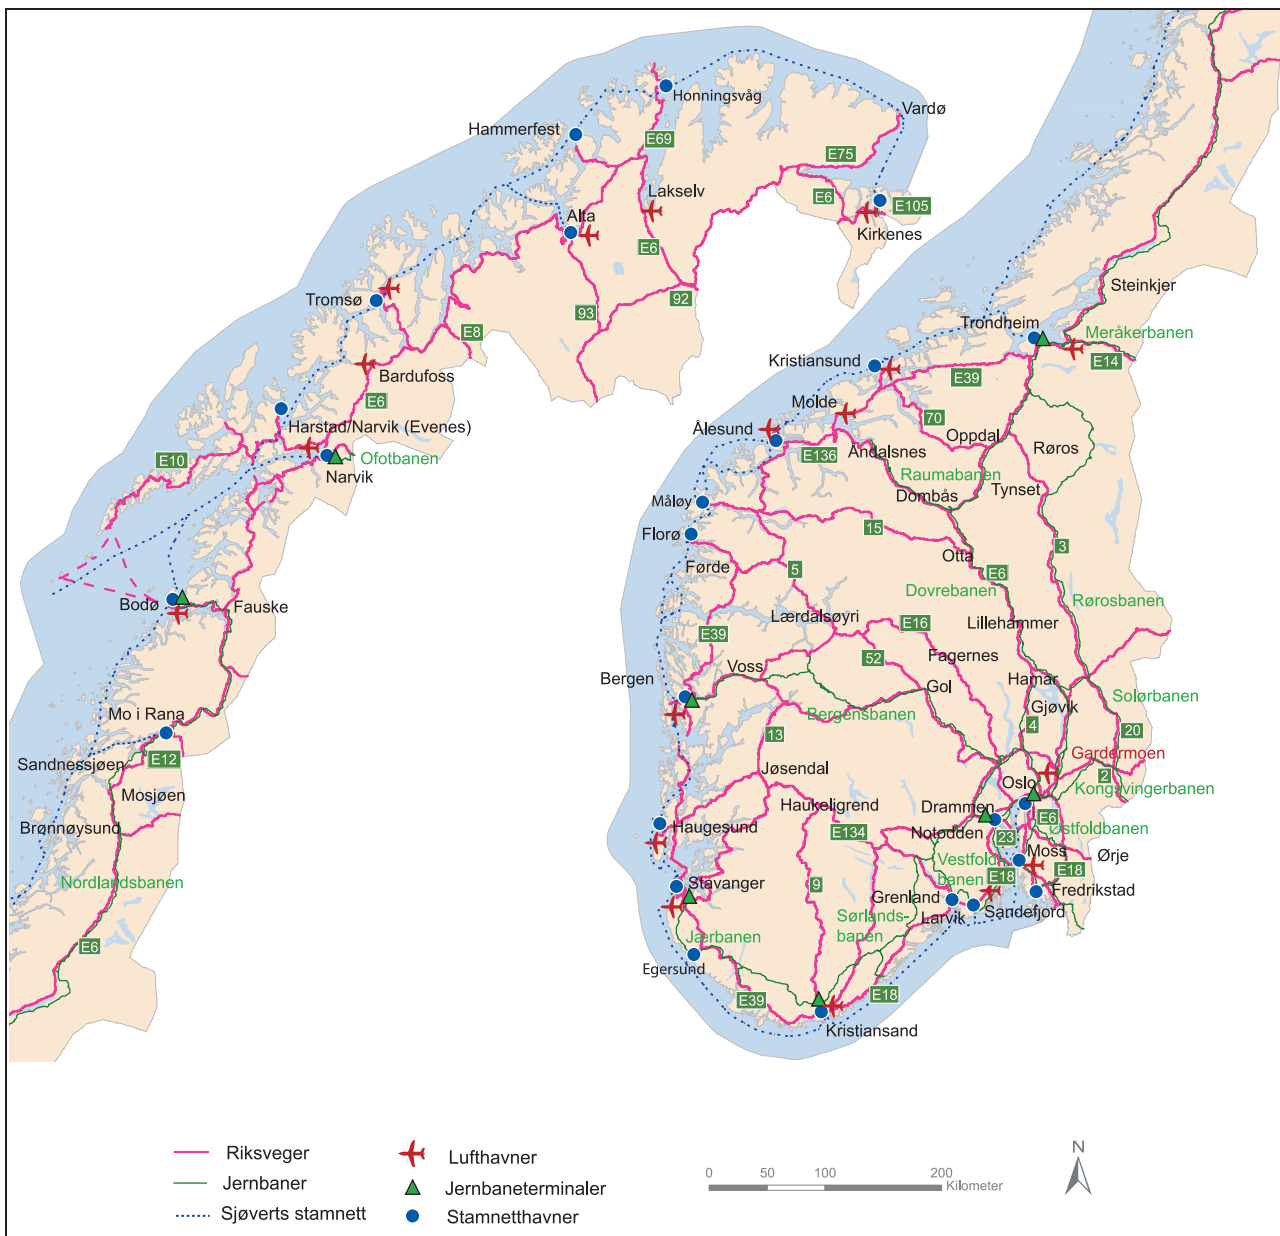 Honningsvåg
Vardø
Hammerfest
E69
E75
Lakselv
E6
E105
Alta
Kirkenes
E6
Tromsø
93
92
E8
Bardufoss
E6
Harstad/Narvik (Evenes)
E10
Ofotbanen
Narvik
Bodø
Fauske
Mo i Rana
E12
Sandnessjøen
Mosjøen
Brønnøysund
Nordlandsbanen
E6
Steinkjer
Trondheim
Meråkerbanen
E14
Kristiansund
E39
Molde
70
Ålesund
Oppdal
Røros
E136
Åndalsnes
Raumabanen
Tynset
Dombås
Måløy
15
Florø
Otta
3
Førde
5
E6
Dovrebanen
Rørosbanen
Lærdalsøyri
E16
Lillehammer
E39
52
Fagernes
Voss
Bergen
Gol
Hamar
Solørbanen
Gjøvik
Bergensbanen
13
4
20
Gardermoen
Jøsendal
2
Oslo
Kongsvingerbanen
Haukeligrend
Drammen
E6
Haugesund
E134
Notodden
23
Østfoldbanen
Moss
Ørje
Vestfold-
banen
E18
E18
Stavanger
9
Grenland
Fredrikstad
Larvik
Sandefjord
Sørlands-
banen
Jærbanen
Egersund
E39
E18
Kristiansand
Riksveger
Jernbaner
Sjøverts stamnett
Lufthavner
Jernbaneterminaler
Stamnetthavner
0 50 100 200
Kilometer
N